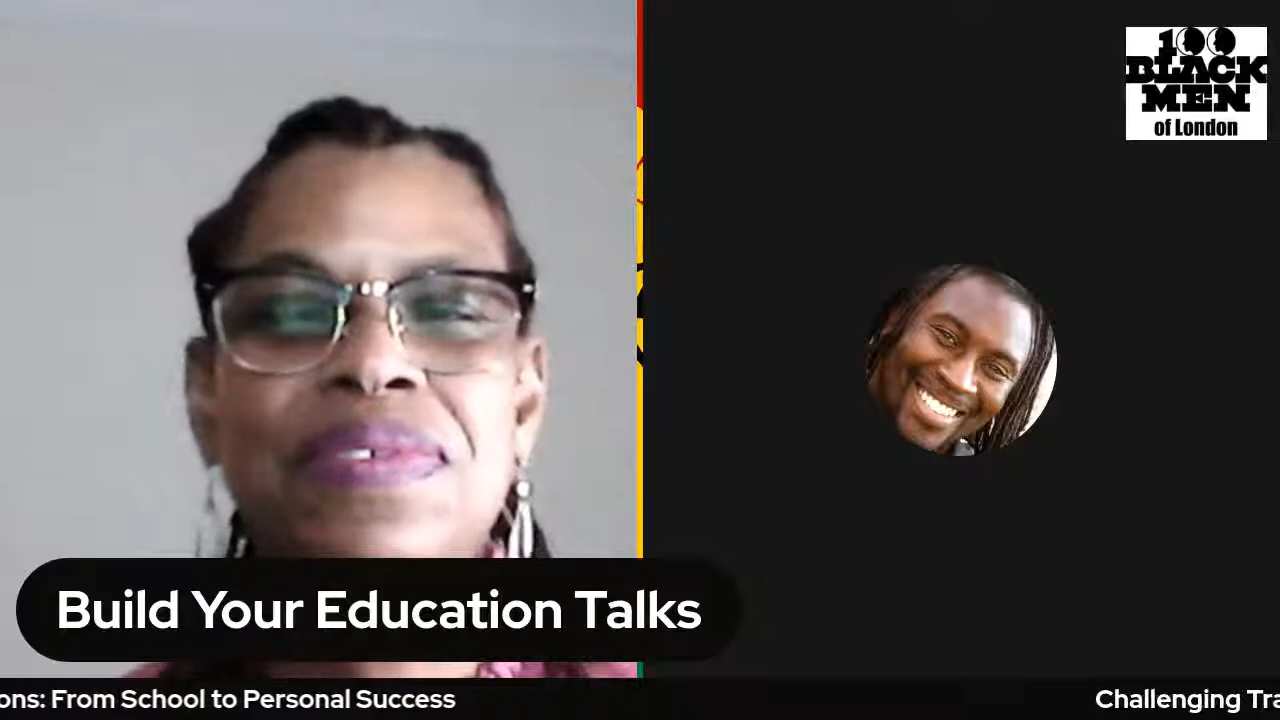 100
BLACK
MEN
of London
Build Your Education Talks
ons: From School to Personal Success
Challenging Tra